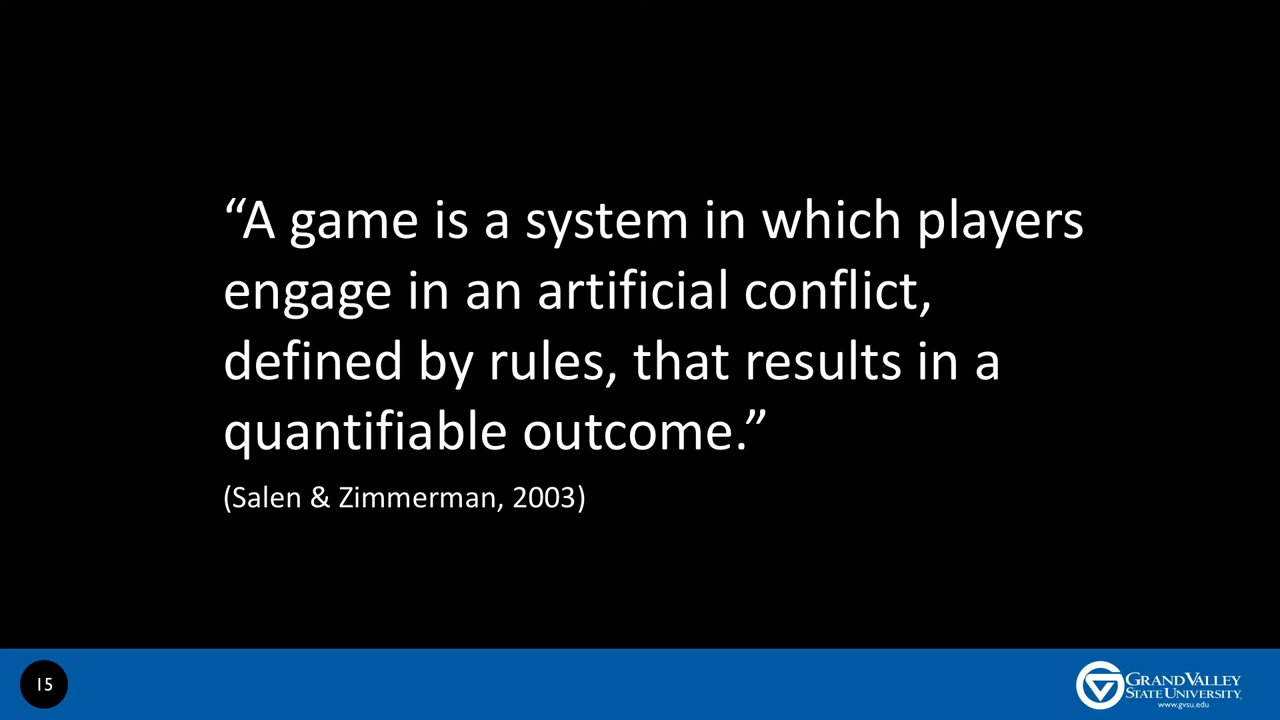 “A game is a system in which players
engage in an artificial conflict,
defined by rules, that results in a
quantifiable outcome.”
(Salen & Zimmerman, 2003)
15
GRAND VALLEY
STATE UNIVERSITY.
www.gvsu.edu